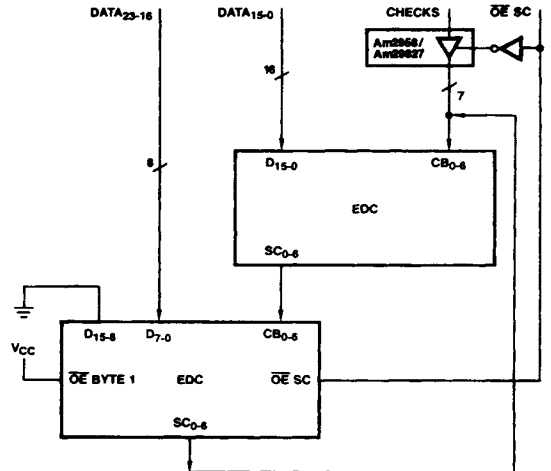 DATA23-16 DATA15-0 CHECKS OE SC
Am2958/
Am29827
16
7
8
D15-0 CB0-6
EDC
SC0-6
D15-8 D7-0 CB0-6
VCC
OE BYTE 1 EDC OE SC
SC0-6